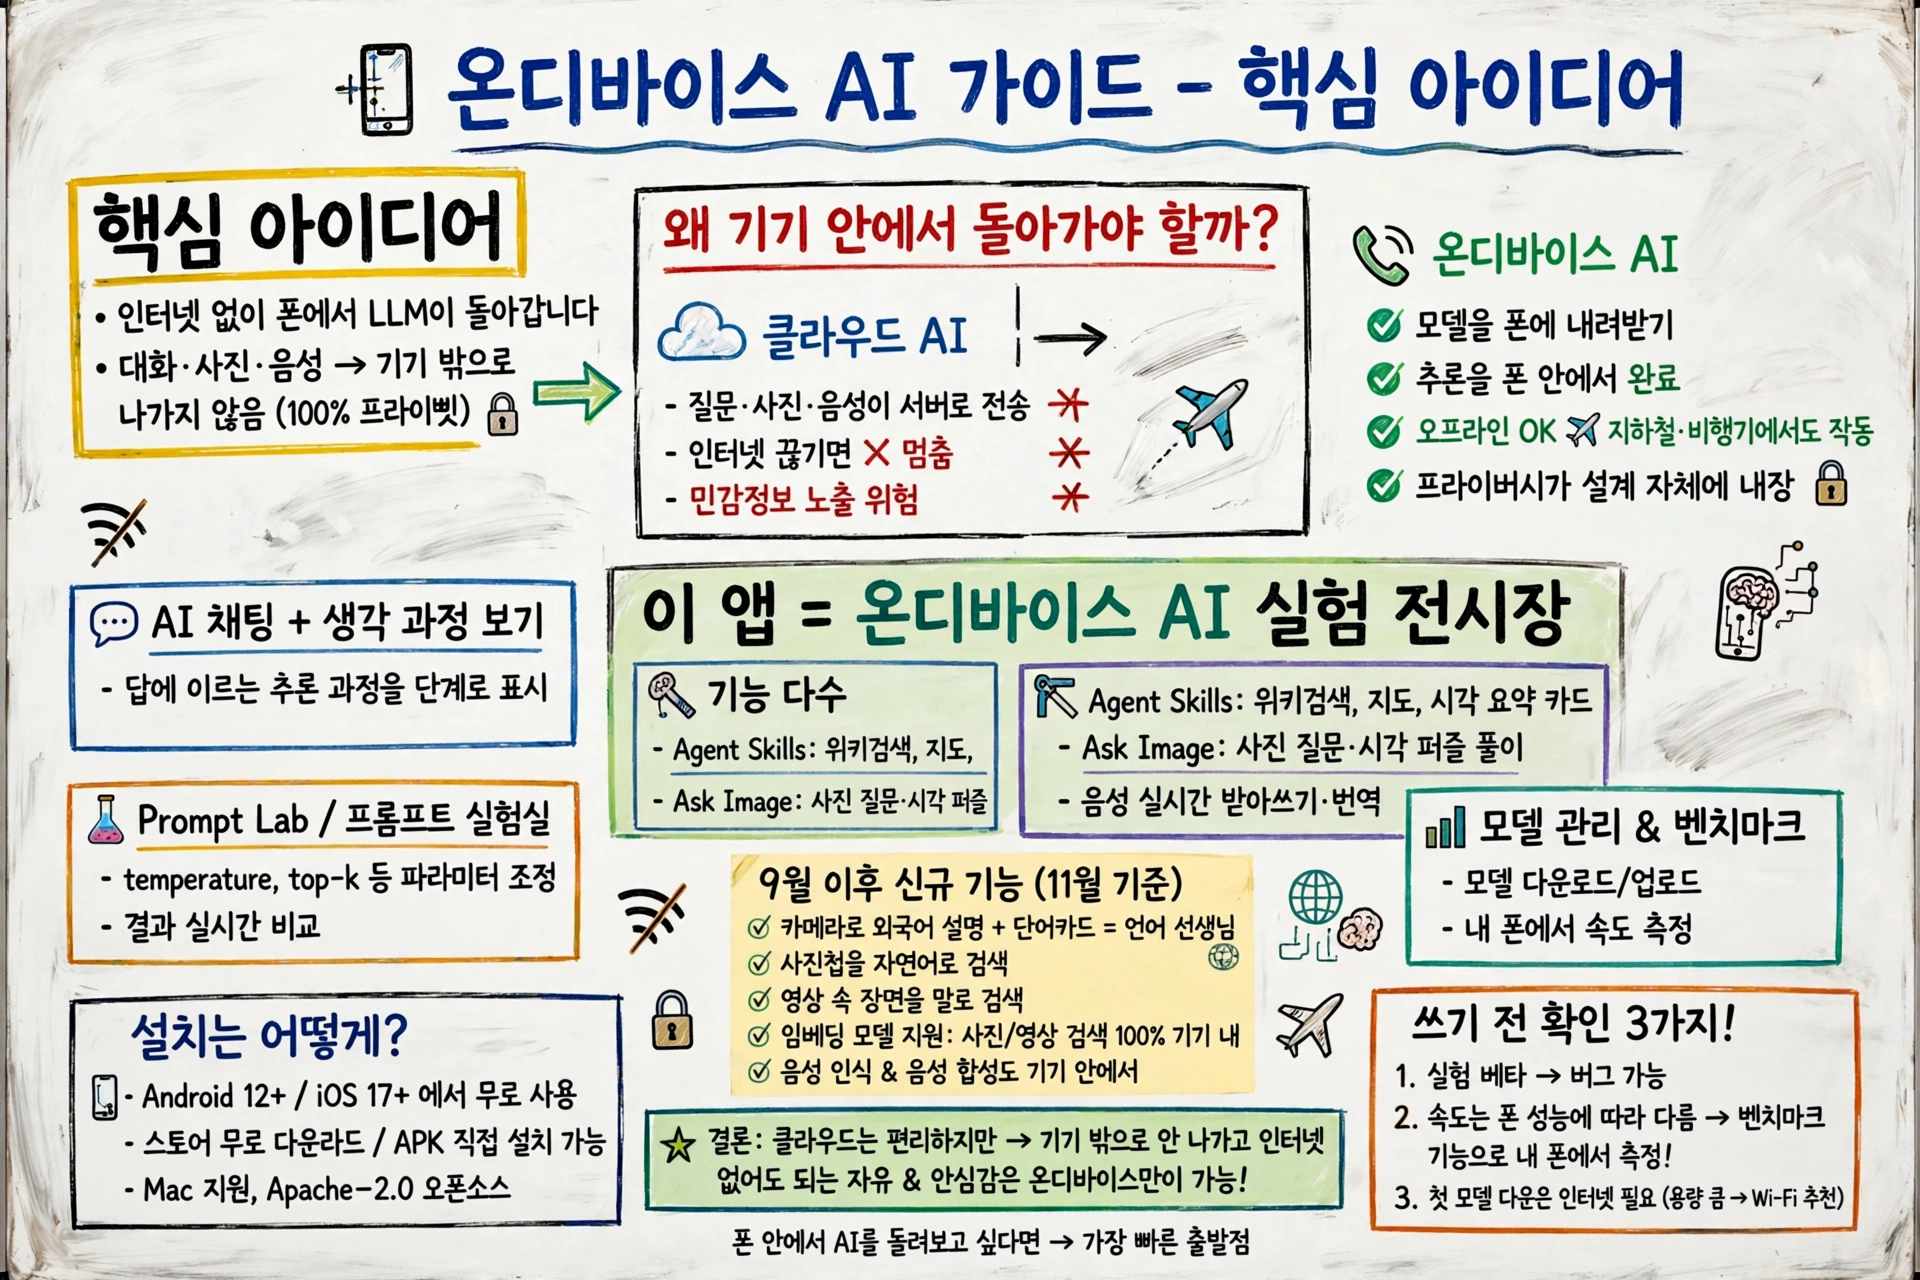 온디바이스 AI 가이드 - 핵심 아이디어
핵심 아이디어
• 인터넷 없이 폰에서 LLM이 돌아갑니다
• 대화·사진·음성 → 기기 밖으로
나가지 않음 (100% 프라이삣)
왜 기기 안에서 돌아가야 할까?
클라우드 AI
- 질문·사진·음성이 서버로 전송
- 인터넷 끊기면 ✕ 멈춤
- 민감정보 노출 위험
온디바이스 AI
모델을 폰에 내려받기
추론을 폰 안에서 완료
오프라인 OK 지하철·비행기에서도 작동
프라이버시가 설계 자체에 내장
AI 채팅 + 생각 과정 보기
- 답에 이르는 추론 과정을 단계로 표시
Prompt Lab / 프롬프트 실험실
- temperature, top-k 등 파라미터 조정
- 결과 실시간 비교
이 앱 = 온디바이스 AI 실험 전시장
기능 다수
- Agent Skills: 위키검색, 지도,
- Ask Image: 사진 질문·시각 퍼즐
Agent Skills: 위키검색, 지도, 시각 요약 카드
- Ask Image: 사진 질문·시각 퍼즐 풀이
- 음성 실시간 받아쓰기·번역
모델 관리 & 벤치마크
- 모델 다운로드/업로드
- 내 폰에서 속도 측정
9월 이후 신규 기능 (11월 기준)
카메라로 외국어 설명 + 단어카드 = 언어 선생님
사진첩을 자연어로 검색
영상 속 장면을 말로 검색
임베딩 모델 지원: 사진/영상 검색 100% 기기 내
음성 인식 & 음성 합성도 기기 안에서
설치는 어떻게?
- Android 12+ / iOS 17+ 에서 무료 사용
- 스토어 무로 다운라드 / APK 직접 설치 가능
- Mac 지원, Apache-2.0 오폰소스
결론: 클라우드는 편리하지만 → 기기 밖으로 안 나가고 인터넷
없어도 되는 자유 & 안심감은 온디바이스만이 가능!
폰 안에서 AI를 돌려보고 싶다면 → 가장 빠른 출발점
쓰기 전 확인 3가지!
1. 실험 베타 → 버그 가능
2. 속도는 폰 성능에 따라 다름 → 벤치마크
기능으로 내 폰에서 측정!
3. 첫 모델 다운은 인터넷 필요 (용량 큼 → Wi-Fi 추천)